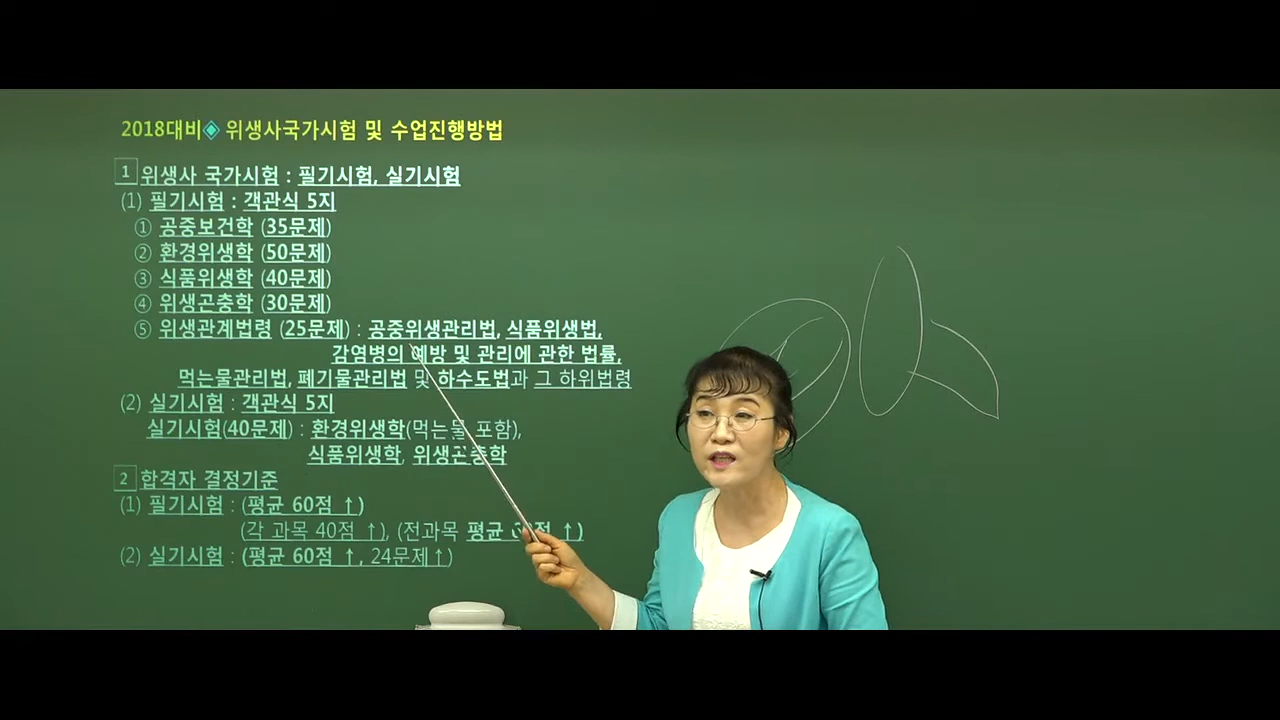 2018대비◈ 위생사국가시험 및 수업진행방법
1 위생사 국가시험 : 필기시험, 실기시험
(1) 필기시험 : 객관식 5지
① 공중보건학 (35문제)
② 환경위생학 (50문제)
③ 식품위생학 (40문제)
④ 위생곤충학 (30문제)
⑤ 위생관계법령 (25문제) : 공중위생관리법, 식품위생법,
감염병의 예방 및 관리에 관한 법률,
먹는물관리법, 폐기물관리법 및 하수도법과 그 하위법령
(2) 실기시험 : 객관식 5지
실기시험(40문제) : 환경위생학(먹는물 포함),
식품위생학, 위생곤충학
2 합격자 결정기준
(1) 필기시험 : (평균 60점 ↑)
(각 과목 40점 ↑), (전과목 평균 60점 ↑)
(2) 실기시험 : (평균 60점 ↑, 24문제↑)